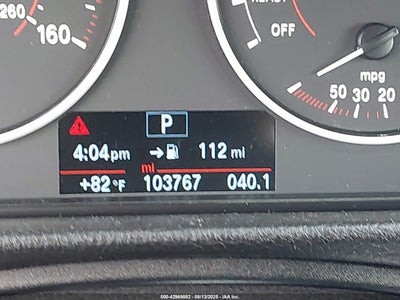 260
160
READY
OFF
mpg
50 30 20
P
4:04pm → 112 mi
mi
+82°F 103767 040.1
000-42969882 - 08/13/2025 - IAA Inc.